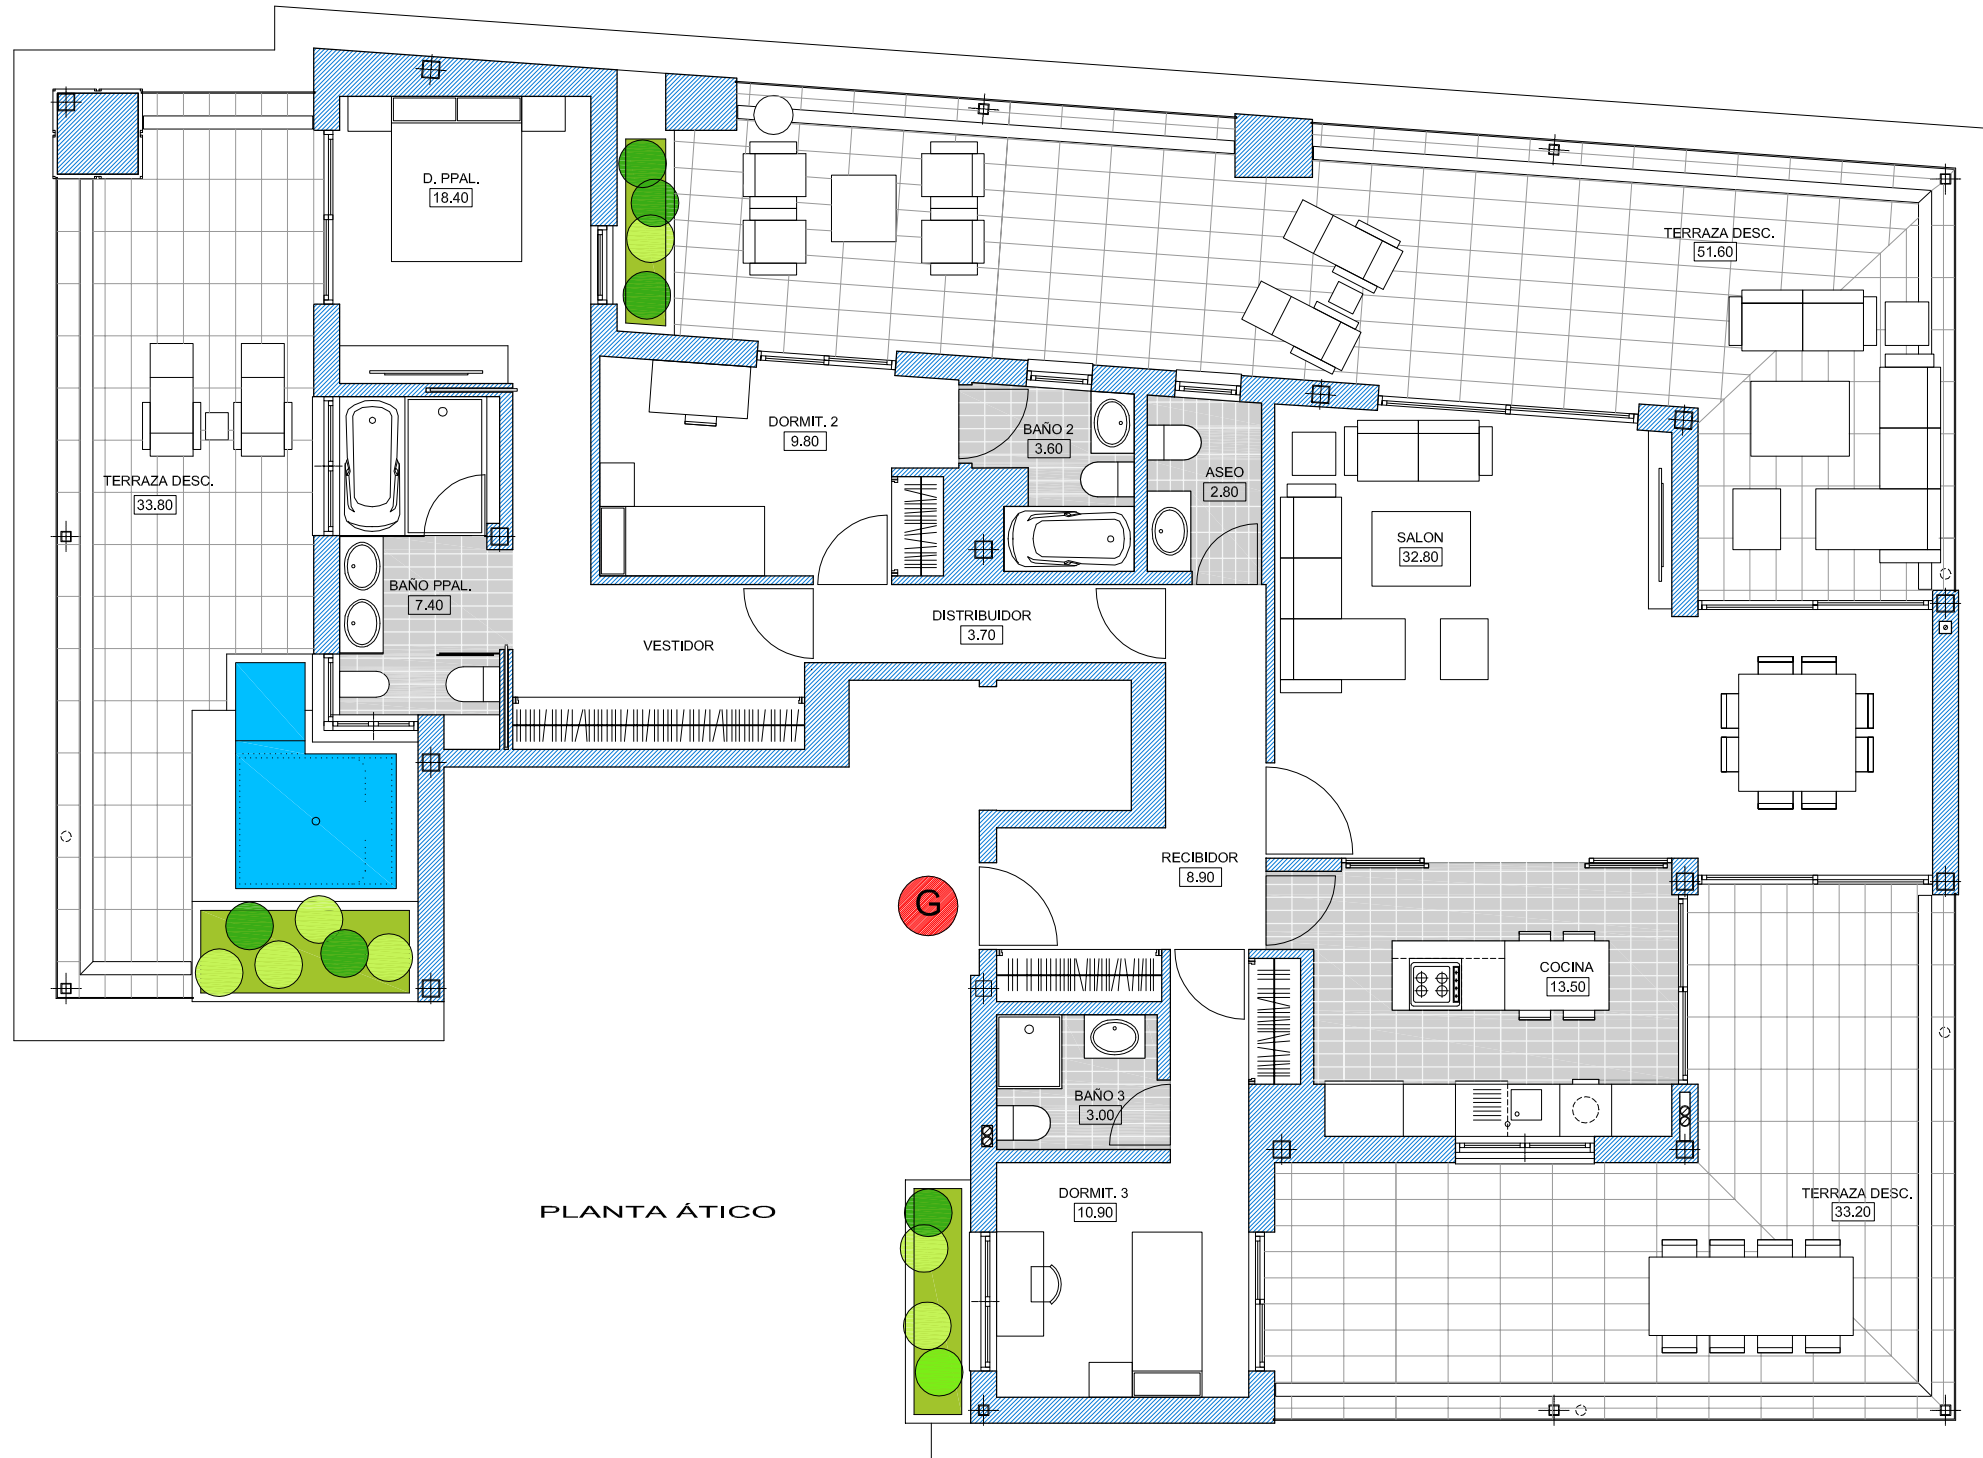 D. PPAL.
18.40
TERRAZA DESC.
51.60
DORMIT. 2
9.80
BAÑO 2
3.60
ASEO
2.80
TERRAZA DESC.
33.80
SALON
32.80
BAÑO PPAL.
7.40
DISTRIBUIDOR
3.70
VESTIDOR
RECIBIDOR
8.90
G
COCINA
13.50
BAÑO 3
3.00
DORMIT. 3
10.90
TERRAZA DESC.
33.20
PLANTA ÁTICO